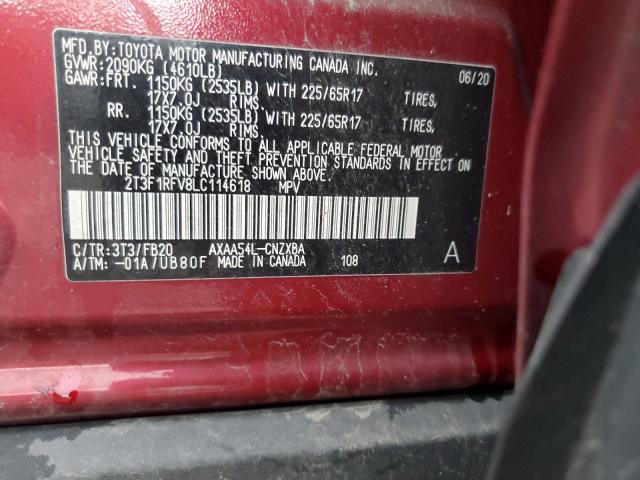 MFD.BY:TOYOTA MOTOR MANUFACTURING CANADA INC.
GVWR:2090KG (4610LB) 06/20
GAWR:FRT. 1150KG (2535LB) WITH 225/65R17 TIRES,
17X7.0J RIMS.
RR. 1150KG (2535LB) WITH 225/65R17 TIRES,
17X7.0J RIMS.
THIS VEHICLE CONFORMS TO ALL APPLICABLE FEDERAL MOTOR
VEHICLE SAFETY AND THEFT PREVENTION STANDARDS IN EFFECT ON
THE DATE OF MANUFACTURE SHOWN ABOVE.
2T3F1RFV8LC114618 MPV
C/TR:3T3/FB20 AXAA54L-CNZXBA A
A/TM:-01A/UB80F MADE IN CANADA 108